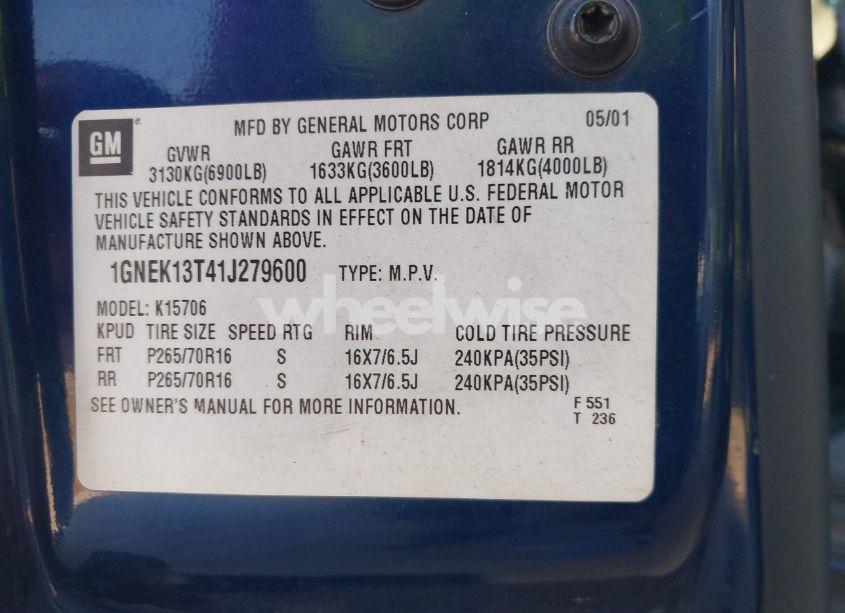 GM
MFD BY GENERAL MOTORS CORP 05/01
GVWR GAWR FRT GAWR RR
3130KG(6900LB) 1633KG(3600LB) 1814KG(4000LB)
THIS VEHICLE CONFORMS TO ALL APPLICABLE U.S. FEDERAL MOTOR
VEHICLE SAFETY STANDARDS IN EFFECT ON THE DATE OF
MANUFACTURE SHOWN ABOVE.
1GNEK13T41J279600 TYPE: M.P.V.
wheelwise
MODEL: K15706
KPUD TIRE SIZE SPEED RTG RIM COLD TIRE PRESSURE
FRT P265/70R16 S 16X7/6.5J 240KPA(35PSI)
RR P265/70R16 S 16X7/6.5J 240KPA(35PSI)
SEE OWNER'S MANUAL FOR MORE INFORMATION. F 551
T 236